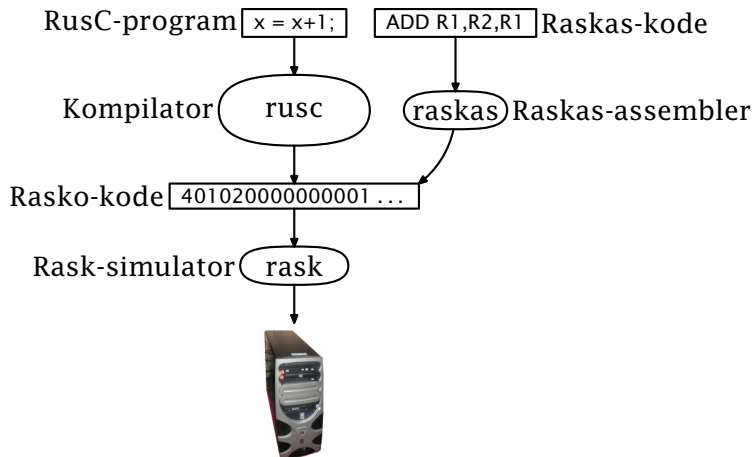 RusC-program x = x+1; ADD R1,R2,R1 Raskas-kode
Kompilator rusc raskas Raskas-assembler
Rasko-kode 401020000000001 ...
Rask-simulator rask